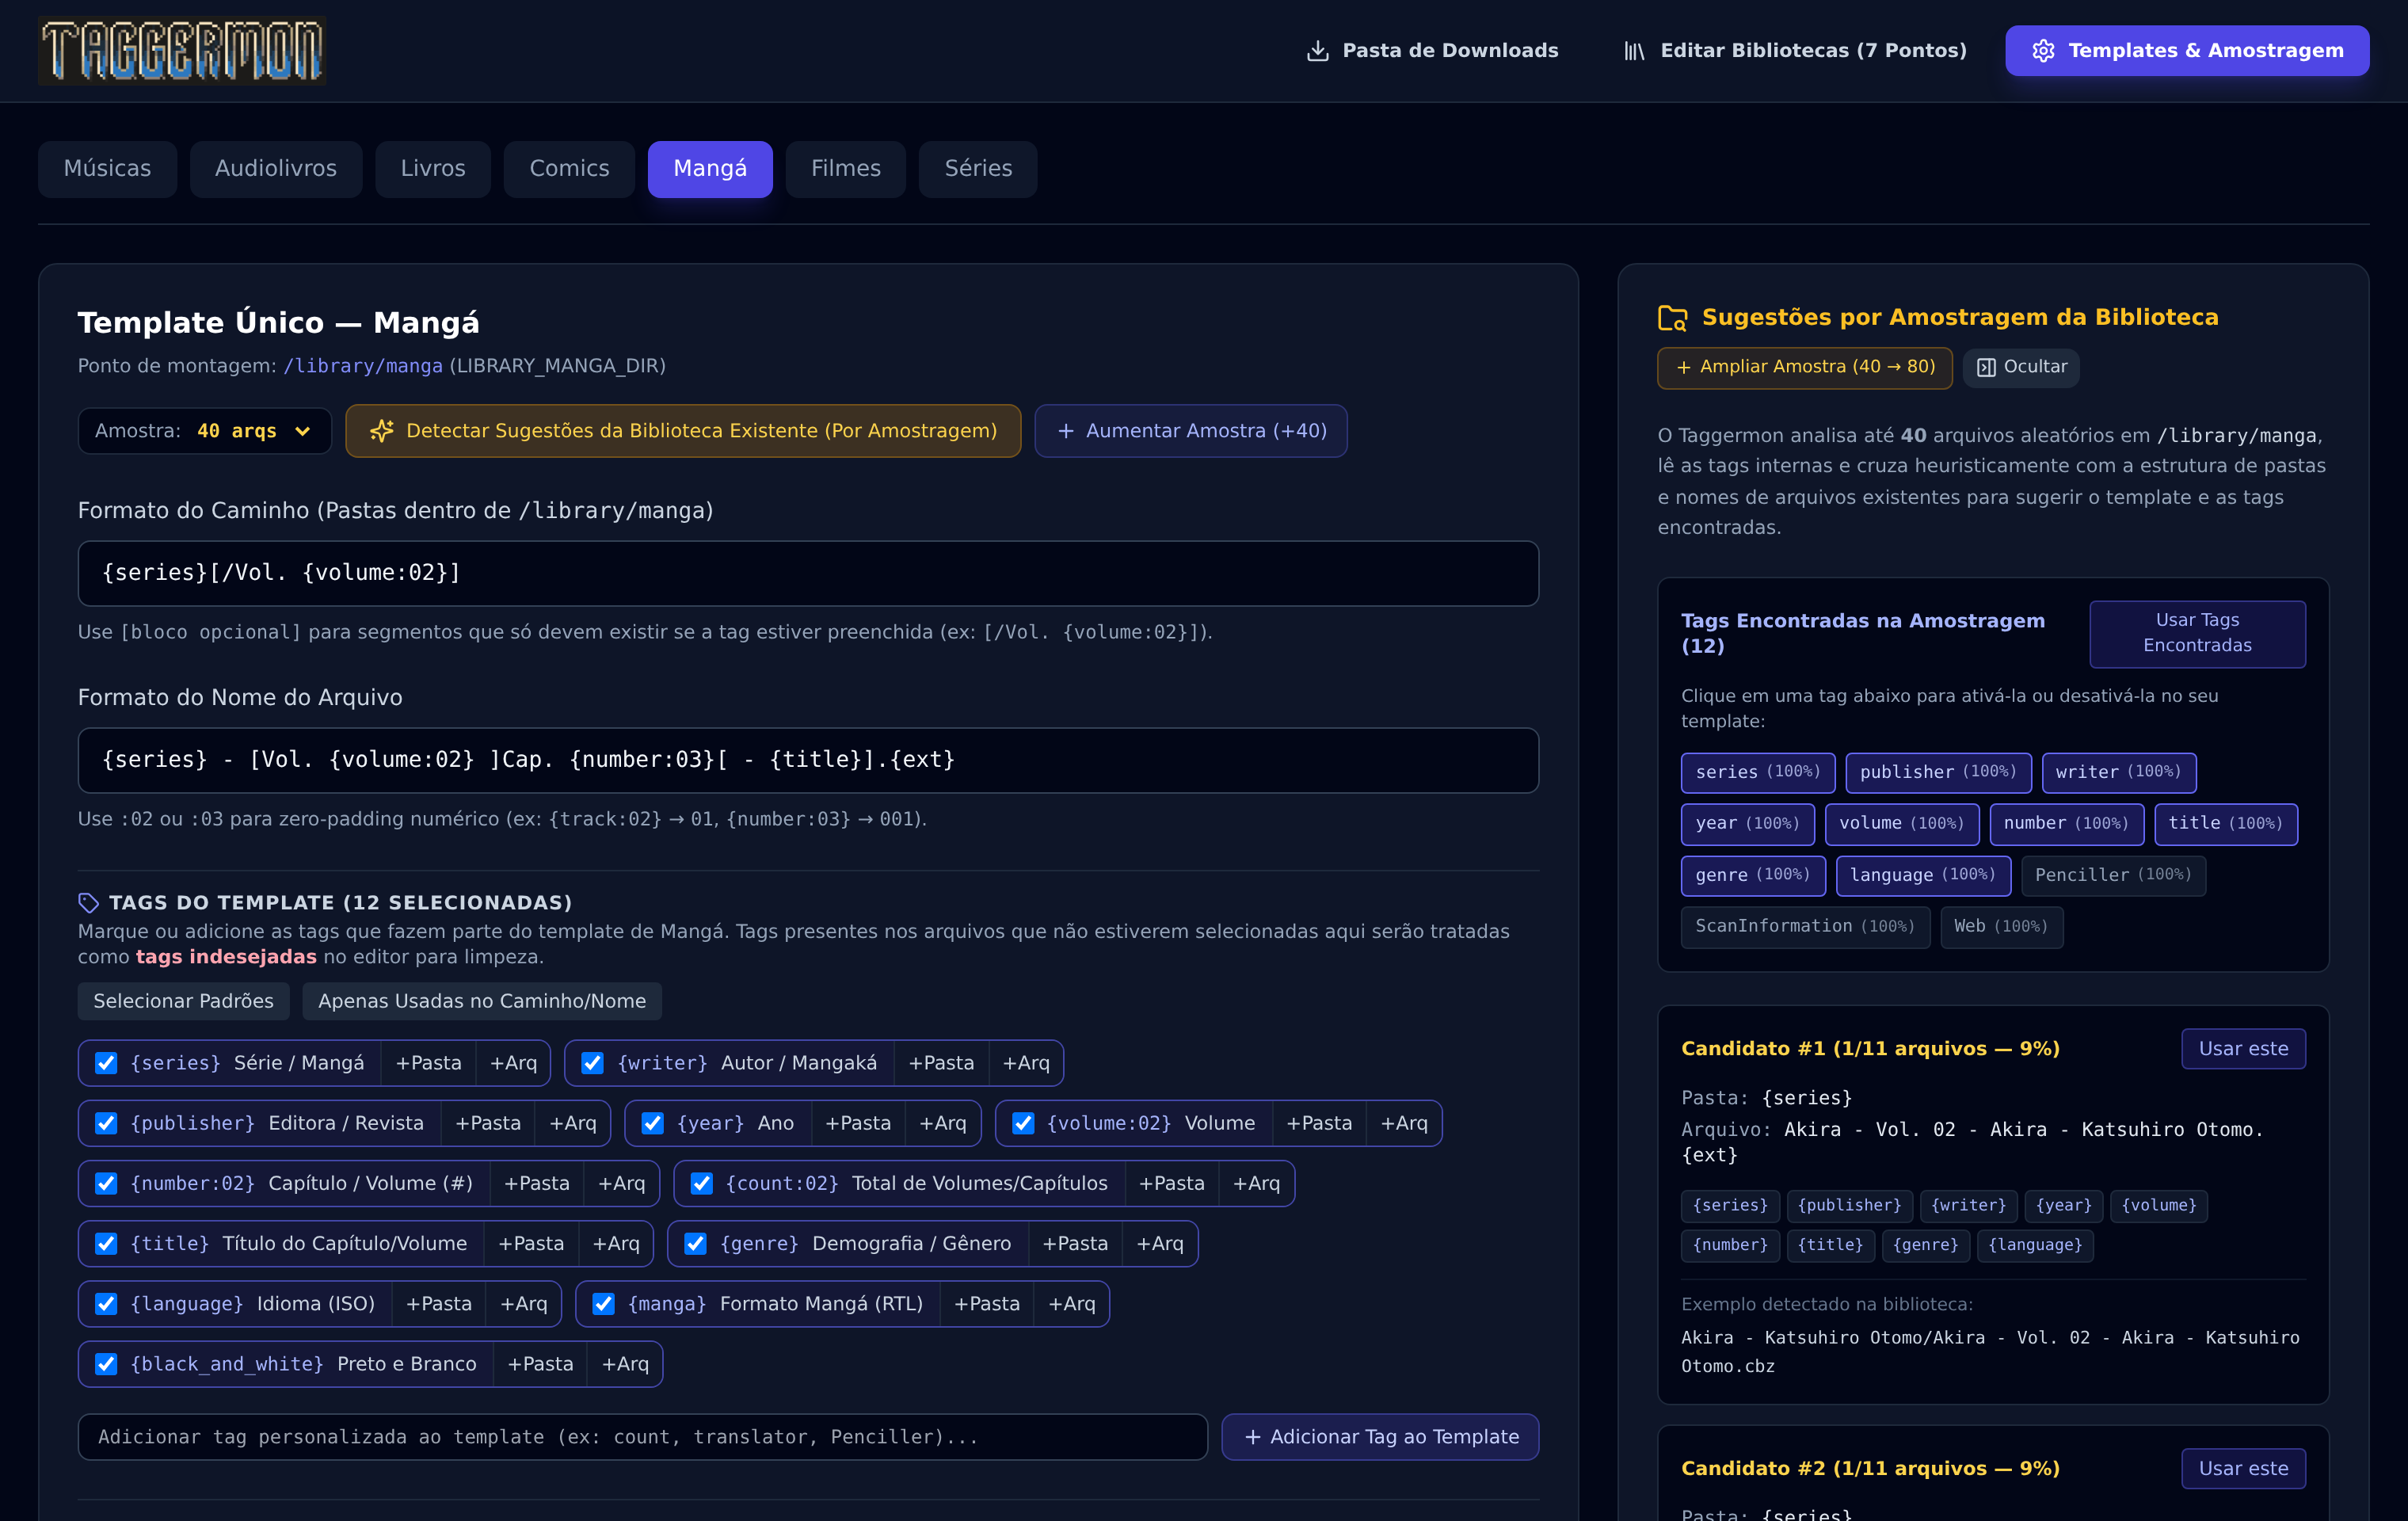 TAGGERMON
Pasta de Downloads
Editar Bibliotecas (7 Pontos)
Templates & Amostragem
Músicas
Audiolivros
Livros
Comics
Mangá
Filmes
Séries
Template Único — Mangá
Ponto de montagem: /library/manga (LIBRARY_MANGA_DIR)
Amostra: 40 arqs
Detectar Sugestões da Biblioteca Existente (Por Amostragem)
+ Aumentar Amostra (+40)
Formato do Caminho (Pastas dentro de /library/manga)
{series}[/Vol. {volume:02}]
Use [bloco opcional] para segmentos que só devem existir se a tag estiver preenchida (ex: [/Vol. {volume:02}]).
Formato do Nome do Arquivo
{series} - [Vol. {volume:02} ]Cap. {number:03}[ - {title}].{ext}
Use :02 ou :03 para zero-padding numérico (ex: {track:02} → 01, {number:03} → 001).
TAGS DO TEMPLATE (12 SELECIONADAS)
Marque ou adicione as tags que fazem parte do template de Mangá. Tags presentes nos arquivos que não estiverem selecionadas aqui serão tratadas
como tags indesejadas no editor para limpeza.
Selecionar Padrões
Apenas Usadas no Caminho/Nome
{series} Série / Mangá +Pasta +Arq
{writer} Autor / Mangaká +Pasta +Arq
{publisher} Editora / Revista +Pasta +Arq
{year} Ano +Pasta +Arq
{volume:02} Volume +Pasta +Arq
{number:02} Capítulo / Volume (#) +Pasta +Arq
{count:02} Total de Volumes/Capítulos +Pasta +Arq
{title} Título do Capítulo/Volume +Pasta +Arq
{genre} Demografia / Gênero +Pasta +Arq
{language} Idioma (ISO) +Pasta +Arq
{manga} Formato Mangá (RTL) +Pasta +Arq
{black_and_white} Preto e Branco +Pasta +Arq
Adicionar tag personalizada ao template (ex: count, translator, Penciller)...
+ Adicionar Tag ao Template
Sugestões por Amostragem da Biblioteca
+ Ampliar Amostra (40 → 80)
Ocultar
O Taggermon analisa até 40 arquivos aleatórios em /library/manga,
lê as tags internas e cruza heuristicamente com a estrutura de pastas
e nomes de arquivos existentes para sugerir o template e as tags
encontradas.
Tags Encontradas na Amostragem
(12)
Usar Tags
Encontradas
Clique em uma tag abaixo para ativá-la ou desativá-la no seu
template:
series (100%) publisher (100%) writer (100%)
year (100%) volume (100%) number (100%) title (100%)
genre (100%) language (100%) Penciller (100%)
ScanInformation (100%) Web (100%)
Candidato #1 (1/11 arquivos — 9%)
Usar este
Pasta: {series}
Arquivo: Akira - Vol. 02 - Akira - Katsuhiro Otomo.
{ext}
{series} {publisher} {writer} {year} {volume}
{number} {title} {genre} {language}
Exemplo detectado na biblioteca:
Akira - Katsuhiro Otomo/Akira - Vol. 02 - Akira - Katsuhiro
Otomo.cbz
Candidato #2 (1/11 arquivos — 9%)
Usar este
Pasta: {series}